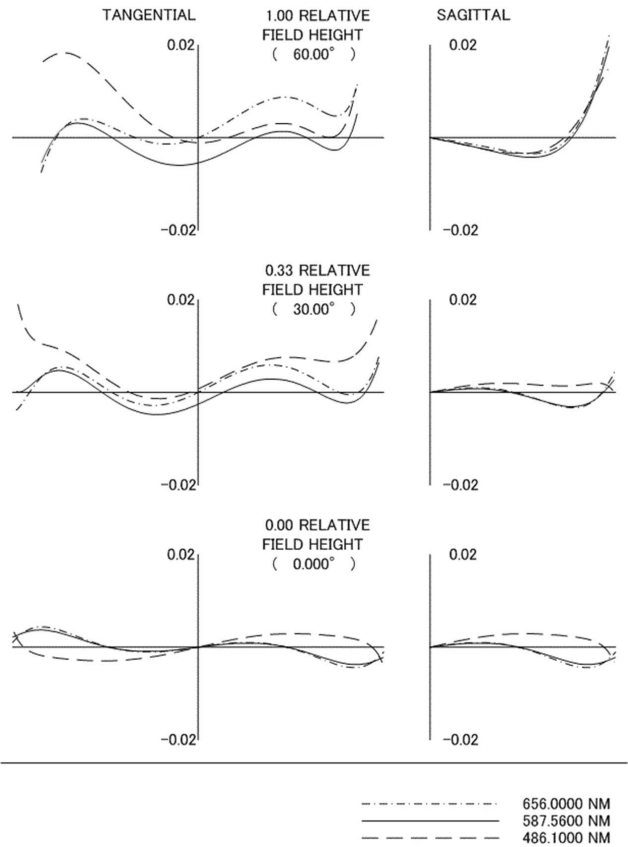 TANGENTIAL 1.00 RELATIVE SAGITTAL
FIELD HEIGHT
0.02 ( 60.00° ) 0.02
-0.02 -0.02
0.33 RELATIVE
FIELD HEIGHT
0.02 ( 30.00° ) 0.02
-0.02 -0.02
0.00 RELATIVE
FIELD HEIGHT
0.02 ( 0.000° ) 0.02
-0.02 -0.02
656.0000 NM
587.5600 NM
486.1000 NM